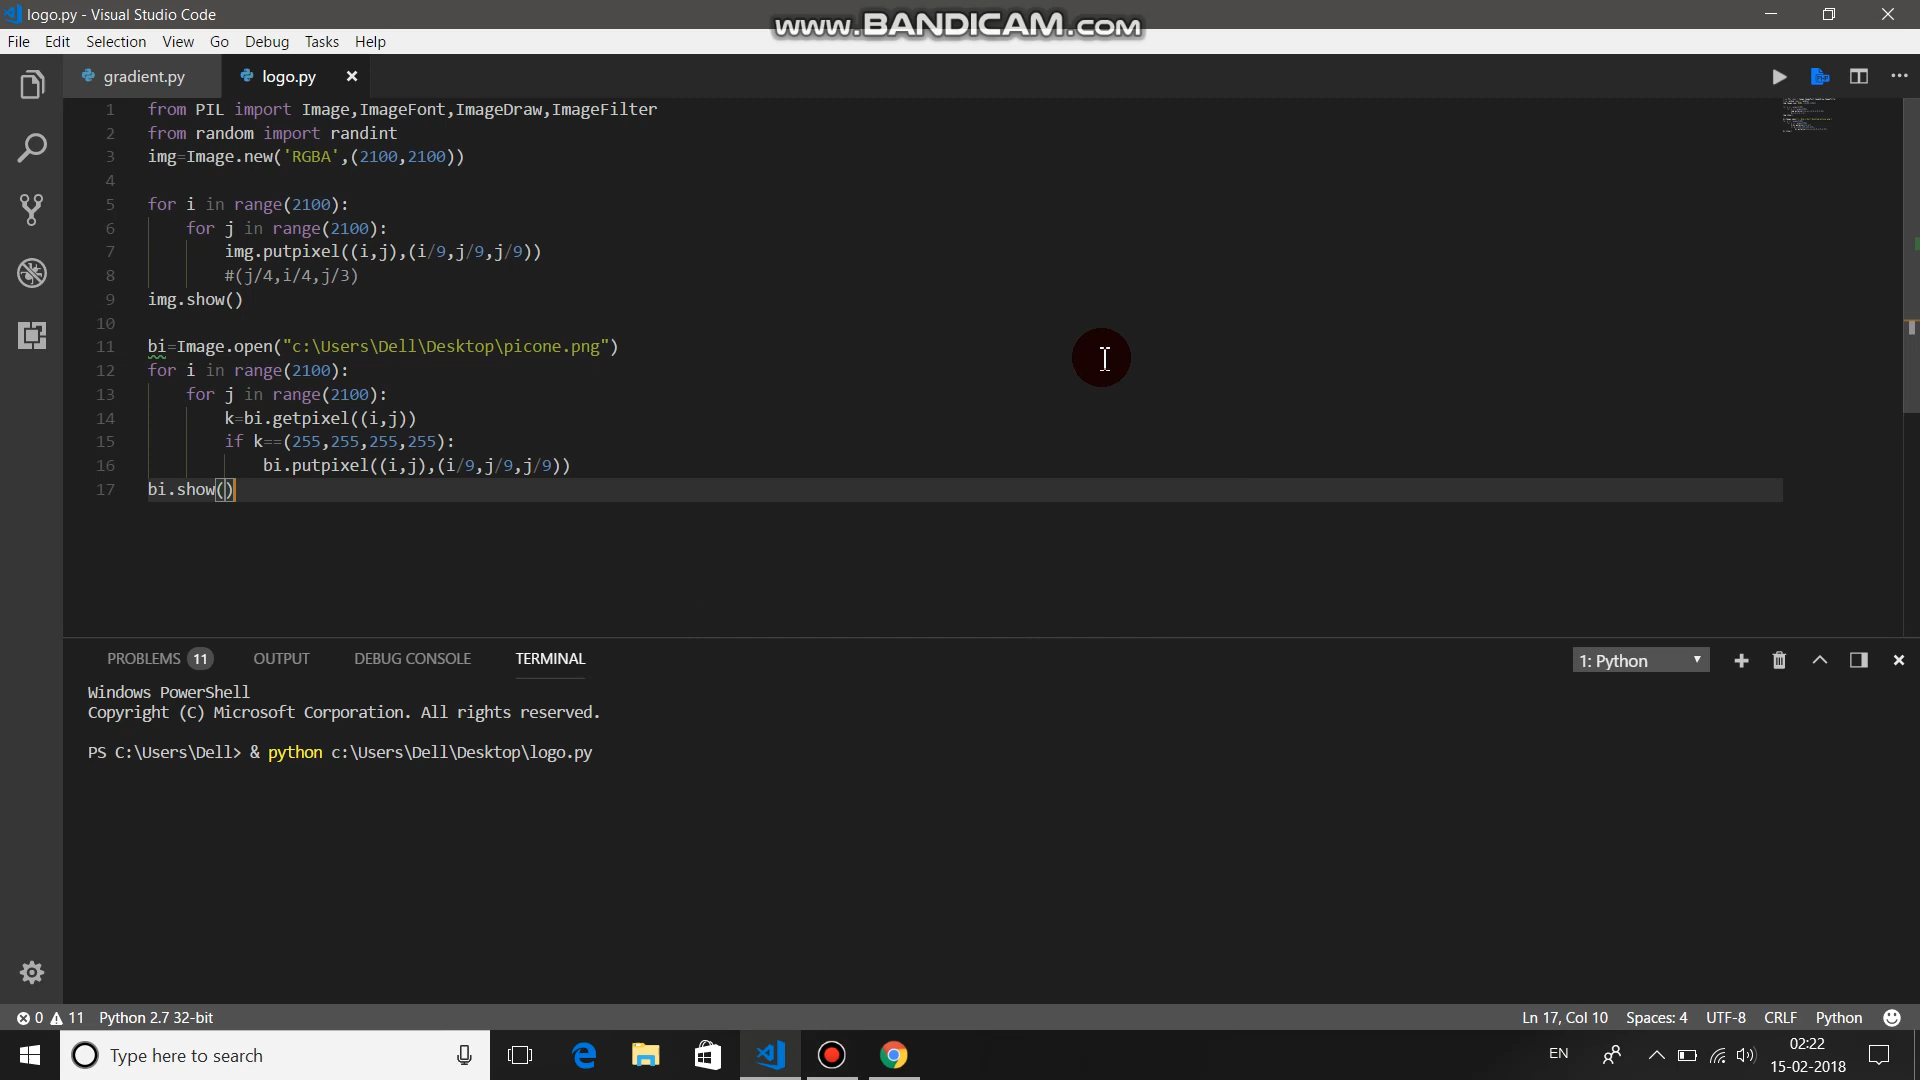 logo.py - Visual Studio Code
www.BANDICAM.com
File Edit Selection View Go Debug Tasks Help
gradient.py logo.py
1 from PIL import Image,ImageFont,ImageDraw,ImageFilter
2 from random import randint
3 img=Image.new('RGBA',(2100,2100))
4
5 for i in range(2100):
6 for j in range(2100):
7 img.putpixel((i,j),(i/9,j/9,j/9))
8 #(j/4,i/4,j/3)
9 img.show()
10
11 bi=Image.open("c:\Users\Dell\Desktop\picone.png")
12 for i in range(2100):
13 for j in range(2100):
14 k=bi.getpixel((i,j))
15 if k==(255,255,255,255):
16 bi.putpixel((i,j),(i/9,j/9,j/9))
17 bi.show()
PROBLEMS 11 OUTPUT DEBUG CONSOLE TERMINAL 1: Python
Windows PowerShell
Copyright (C) Microsoft Corporation. All rights reserved.
PS C:\Users\Dell> & python c:\Users\Dell\Desktop\logo.py
0 11 Python 2.7 32-bit Ln 17, Col 10 Spaces: 4 UTF-8 CRLF Python
Type here to search EN 02:22
15-02-2018